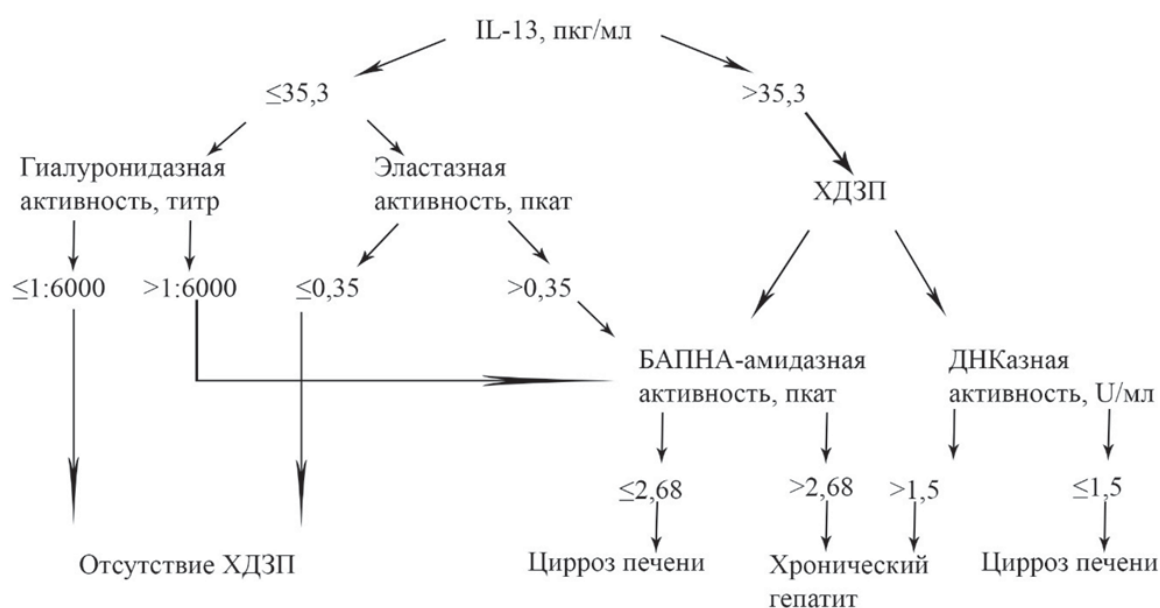 IL-13, пкг/мл
≤35,3
>35,3
Гиалуронидазная
активность, титр
Эластазная
активность, пкат
ХДЗП
≤1:6000
>1:6000
≤0,35
>0,35
БАПНА-амидазная
активность, пкат
ДНКазная
активность, U/мл
≤2,68
>2,68
>1,5
≤1,5
Отсутствие ХДЗП
Цирроз печени
Хронический
гепатит
Цирроз печени